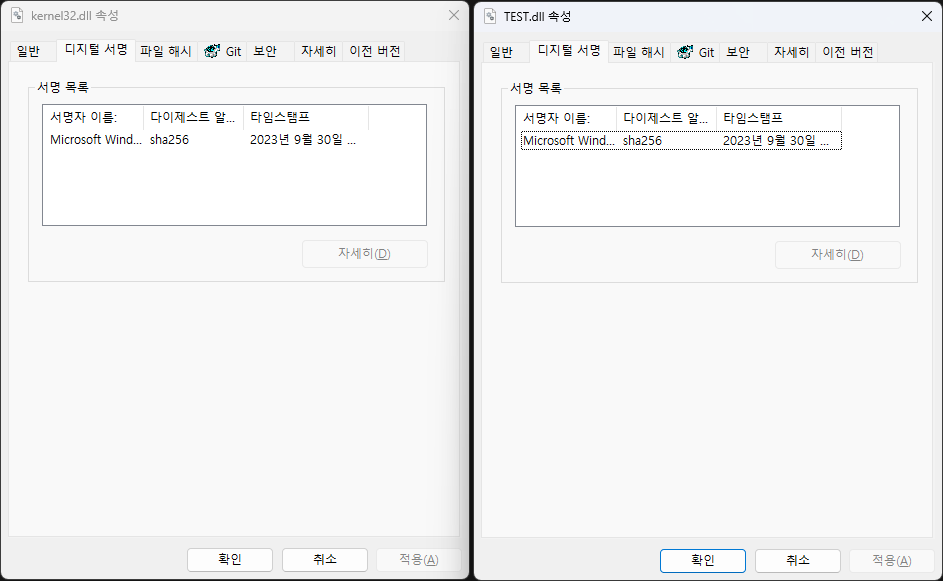 kernel32.dll 속성
일반 디지털 서명 파일 해시 Git 보안 자세히 이전 버전
서명 목록
서명자 이름: 다이제스트 알... 타임스탬프
Microsoft Wind... sha256 2023년 9월 30일 ...
자세히(D)
확인 취소 적용(A)
TEST.dll 속성
일반 디지털 서명 파일 해시 Git 보안 자세히 이전 버전
서명 목록
서명자 이름: 다이제스트 알... 타임스탬프
Microsoft Wind... sha256 2023년 9월 30일 ...
자세히(D)
확인 취소 적용(A)